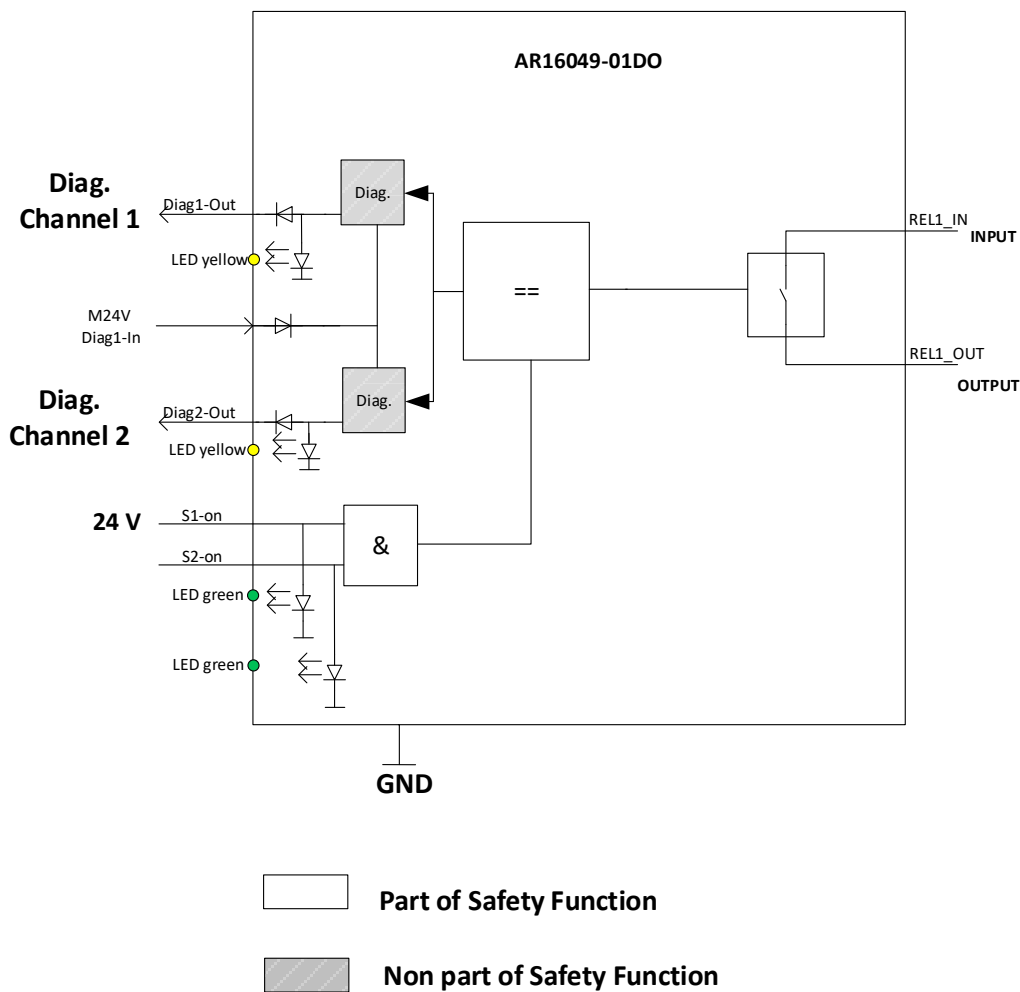 AR16049-01DO
Diag.
Channel 1
Diag1-Out
Diag.
LED yellow
REL1_IN
INPUT
==
M24V
Diag1-In
REL1_OUT
OUTPUT
Diag.
Channel 2
Diag2-Out
Diag.
LED yellow
24 V
S1-on
S2-on
&
LED green
LED green
GND
Part of Safety Function
Non part of Safety Function